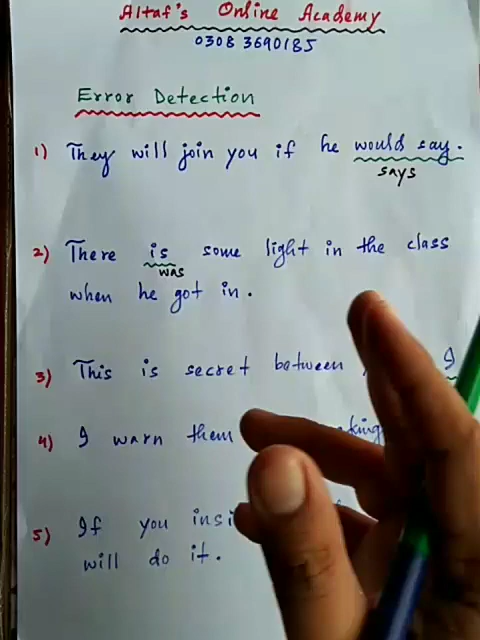 Altaf's Online Academy
0308 3690185
Error Detection
1) They will join you if he would say.
says
2) There is some light in the class
was
when he got in.
3) This is secret between I
4) I warn them
5) If you insi
will do it.